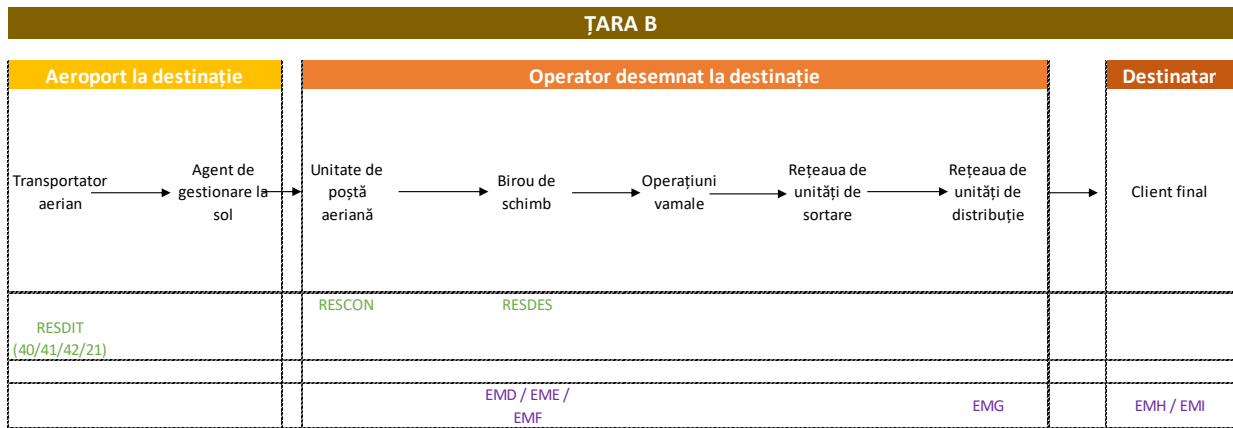 ȚARA B
Aeroport la destinație
Operator desemnat la destinație
Destinatar
Transportator
aerian
Agent de
gestionare la
sol
Unitate de
poștă
aeriană
Birou de
schimb
Operațiuni
vamale
Rețeaua de
unități de
sortare
Rețeaua de
unități de
distribuție
Client final
RESCON
RESDES
RESDIT
(40/41/42/21)
EMD / EME /
EMF
EMG
EMH / EMI